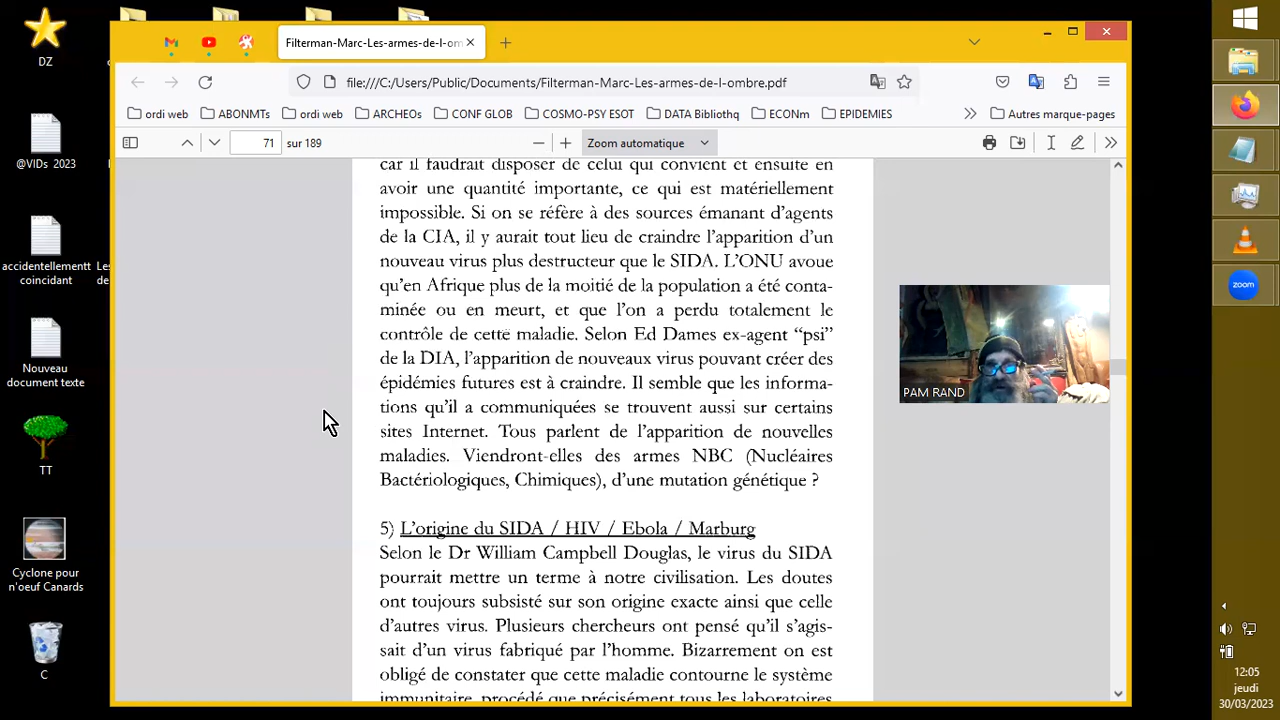 DZ
@VIDs 2023
accidentellementt
coincidant
Nouveau
document texte
TT
Cyclone pour
n'oeuf Canards
C
Filterman-Marc-Les-armes-de-l-om
file:///C:/Users/Public/Documents/Filterman-Marc-Les-armes-de-l-ombre.pdf
ordi web ABONMTs ordi web ARCHEOs CONF GLOB COSMO-PSY ESOT DATA Bibliothq ECONm EPIDEMIES Autres marque-pages
71 sur 189 Zoom automatique
car il faudrait disposer de celui qui convient et ensuite en
avoir une quantité importante, ce qui est matériellement
impossible. Si on se réfère à des sources émanant d'agents
de la CIA, il y aurait tout lieu de craindre l'apparition d'un
nouveau virus plus destructeur que le SIDA. L'ONU avoue
qu'en Afrique plus de la moitié de la population a été conta-
minée ou en meurt, et que l'on a perdu totalement le
contrôle de cette maladie. Selon Ed Dames ex-agent “psi”
de la DIA, l'apparition de nouveaux virus pouvant créer des
épidémies futures est à craindre. Il semble que les informa-
tions qu'il a communiquées se trouvent aussi sur certains
sites Internet. Tous parlent de l'apparition de nouvelles
maladies. Viendront-elles des armes NBC (Nucléaires
Bactériologiques, Chimiques), d'une mutation génétique ?
5) L'origine du SIDA / HIV / Ebola / Marburg
Selon le Dr William Campbell Douglas, le virus du SIDA
pourrait mettre un terme à notre civilisation. Les doutes
ont toujours subsisté sur son origine exacte ainsi que celle
d'autres virus. Plusieurs chercheurs ont pensé qu'il s'agis-
sait d'un virus fabriqué par l'homme. Bizarrement on est
obligé de constater que cette maladie contourne le système
immunitaire, procédé que précisément tous les laboratoires
PAM RAND
zoom
12:05
jeudi
30/03/2023